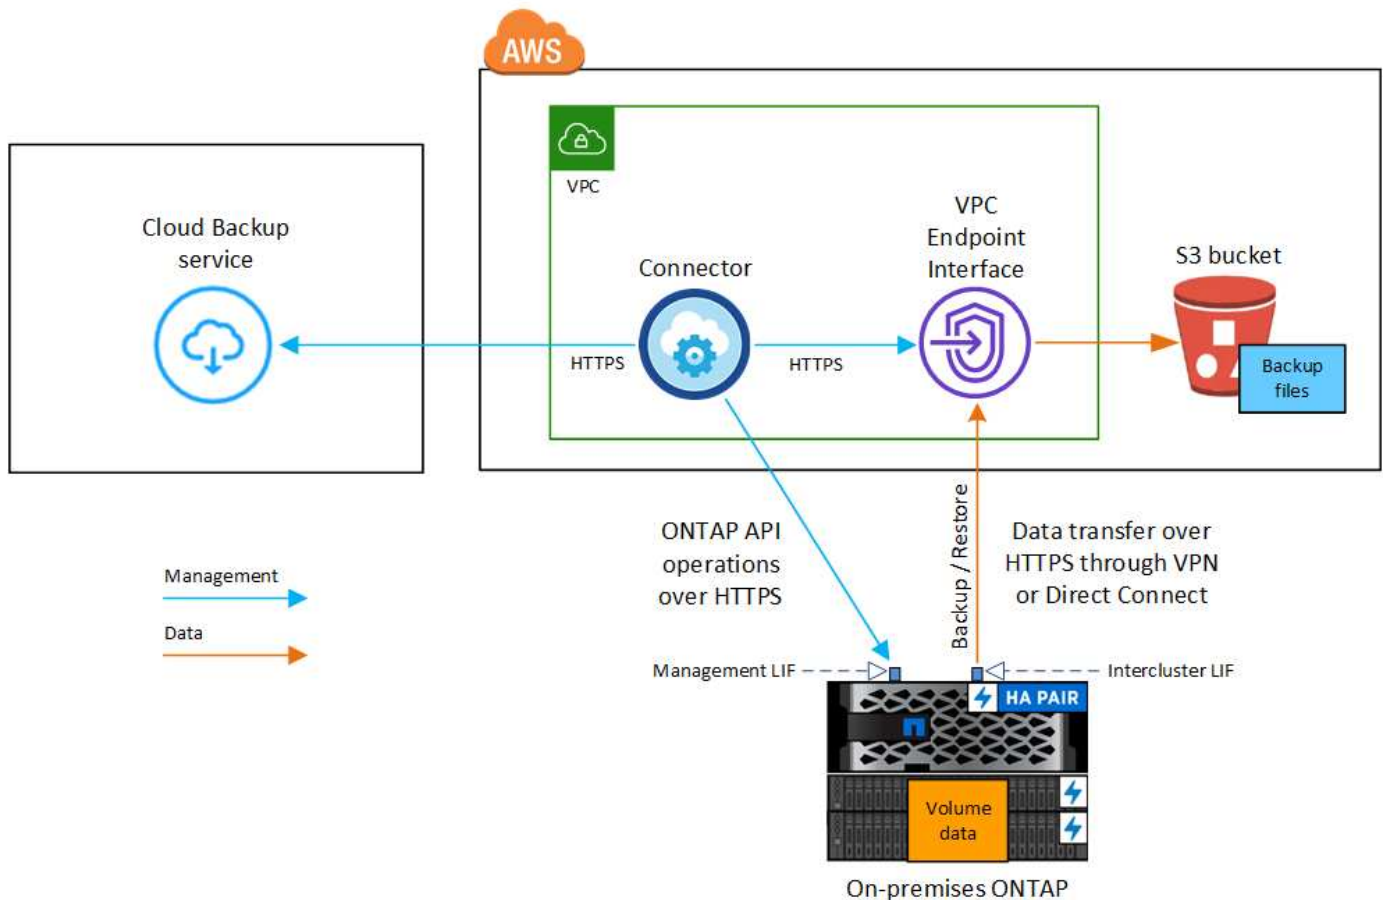 AWS
VPC
Cloud Backup
service
Connector
VPC
Endpoint
Interface
S3 bucket
Backup
files
HTTPS
HTTPS
ONTAP API
operations
over HTTPS
Backup / Restore
Data transfer over
HTTPS through VPN
or Direct Connect
Management
Data
Management LIF
Intercluster LIF
HA PAIR
Volume
data
On-premises ONTAP